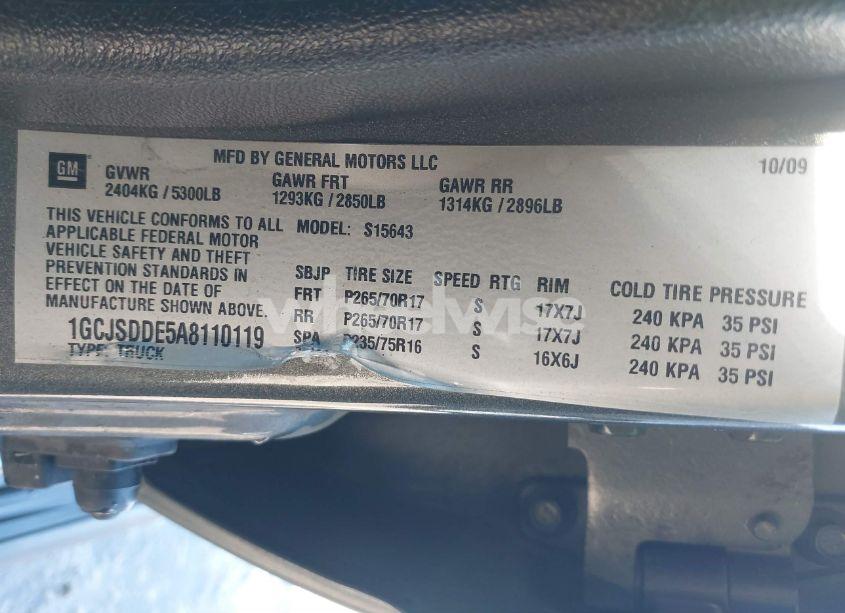 GM
MFD BY GENERAL MOTORS LLC 10/09
GVWR GAWR FRT GAWR RR
2404KG / 5300LB 1293KG / 2850LB 1314KG / 2896LB
THIS VEHICLE CONFORMS TO ALL
APPLICABLE FEDERAL MOTOR
VEHICLE SAFETY AND THEFT
PREVENTION STANDARDS IN
EFFECT ON THE DATE OF
MANUFACTURE SHOWN ABOVE.
1GCJSDDE5A8110119
TYPE: TRUCK
MODEL: S15643
SBJP TIRE SIZE SPEED RTG RIM COLD TIRE PRESSURE
FRT P265/70R17 S 17X7J 240 KPA 35 PSI
RR P265/70R17 S 17X7J 240 KPA 35 PSI
SPA P235/75R16 S 16X6J 240 KPA 35 PSI
wheelwise